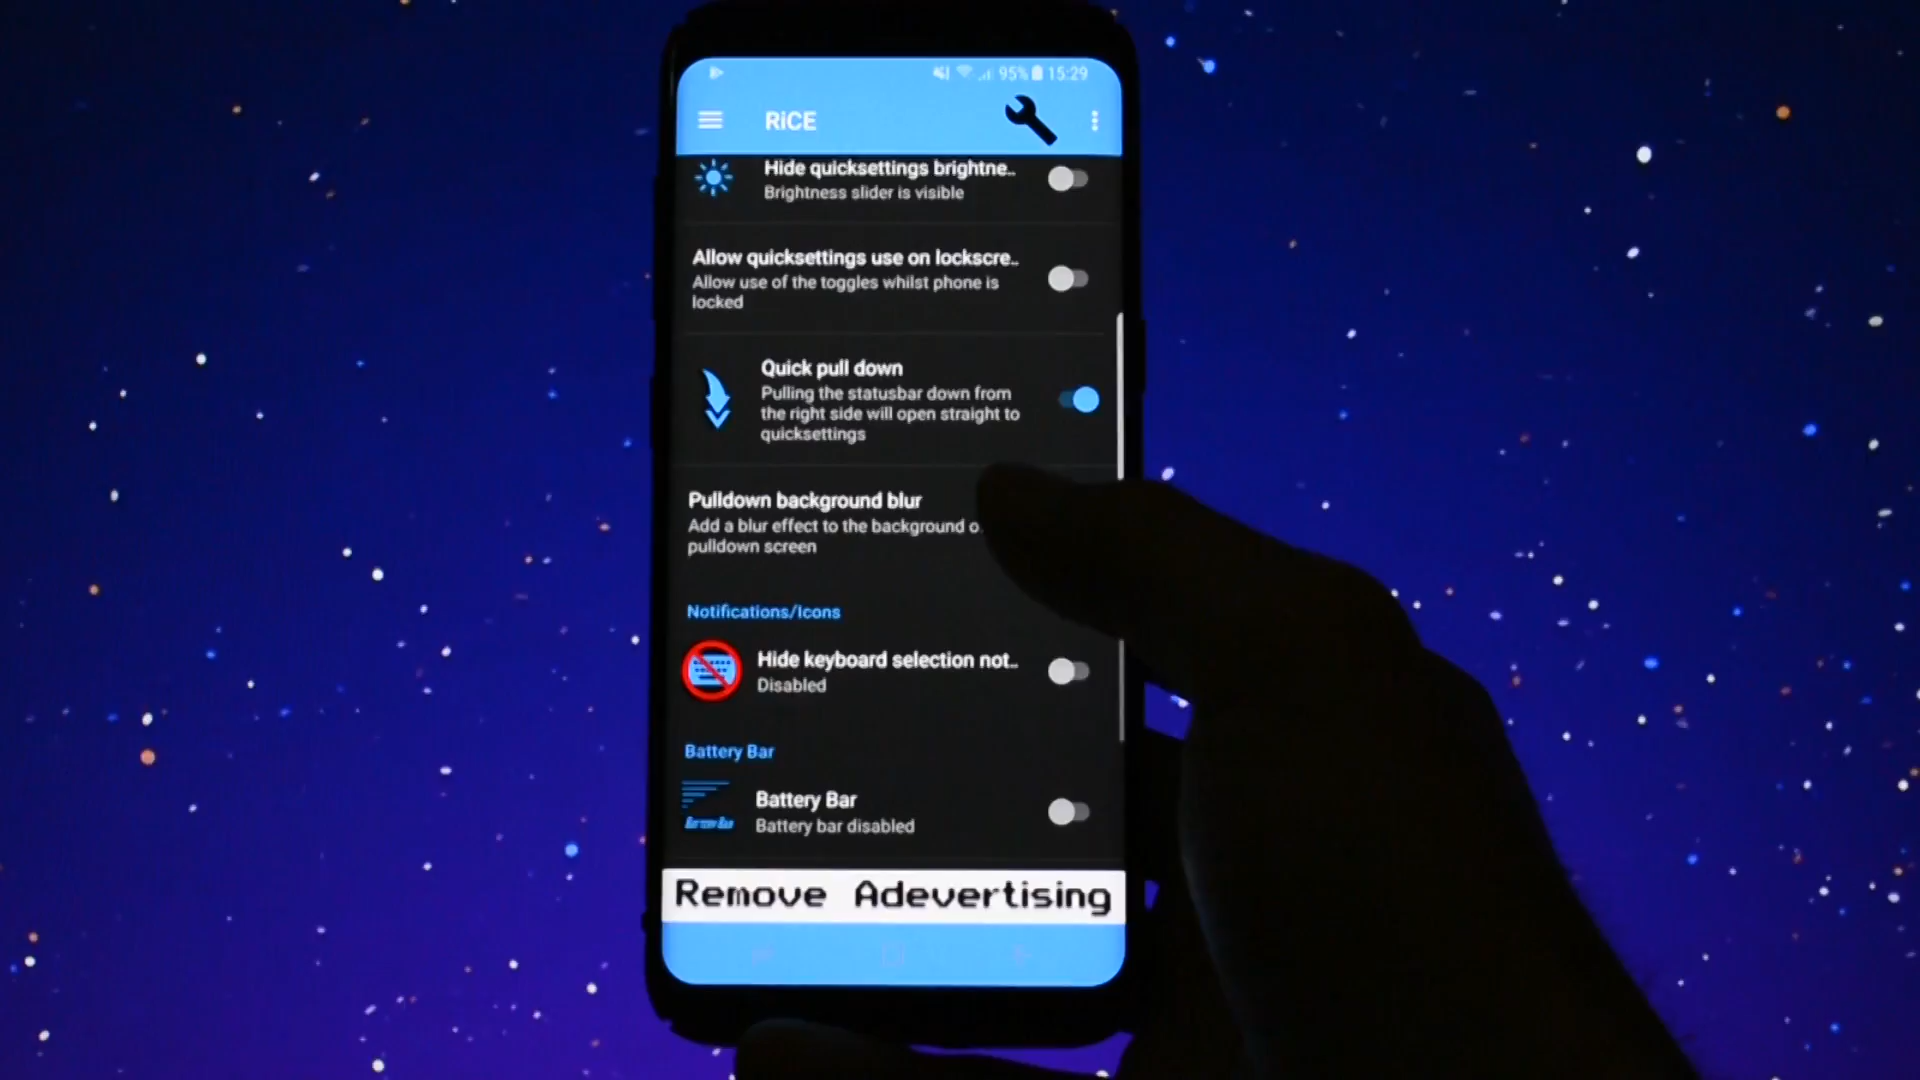 95% 15:29
RiCE
Hide quicksettings brightne..
Brightness slider is visible
Allow quicksettings use on lockscre..
Allow use of the toggles whilst phone is
locked
Quick pull down
Pulling the statusbar down from
the right side will open straight to
quicksettings
Pulldown background blur
Add a blur effect to the background o
pulldown screen
Notifications/Icons
Hide keyboard selection not..
Disabled
Battery Bar
Battery Bar
Battery Bar
Battery bar disabled
Remove Adevertising